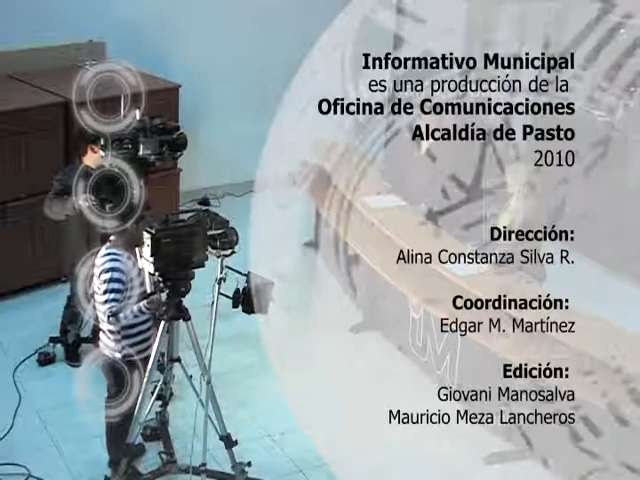 Informativo Municipal
es una producción de la
Oficina de Comunicaciones
Alcaldía de Pasto
2010
Dirección:
Alina Constanza Silva R.
Coordinación:
Edgar M. Martínez
Edición:
Giovani Manosalva
Mauricio Meza Lancheros
iM